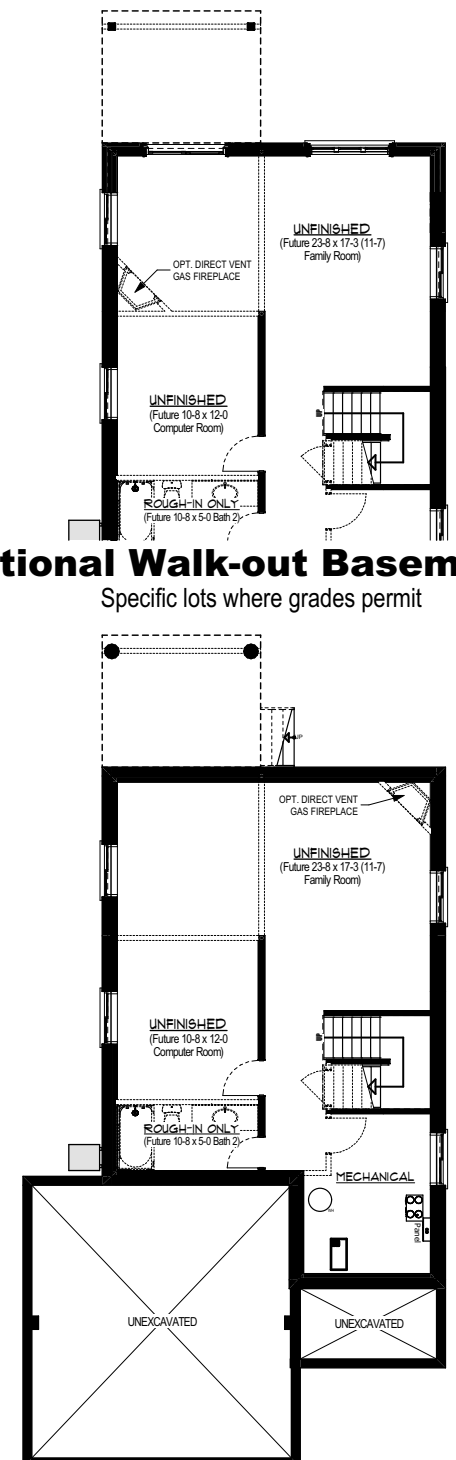 UNFINISHED
(Future 23-8 x 17-3 (11-7)
Family Room)
OPT. DIRECT VENT
GAS FIREPLACE
UNFINISHED
(Future 10-8 x 12-0
Computer Room)
UP
ROUGH-IN ONLY
(Future 10-8 x 5-0 Bath 2)
tional Walk-out Basem
Specific lots where grades permit
UP
OPT. DIRECT VENT
GAS FIREPLACE
UNFINISHED
(Future 23-8 x 17-3 (11-7)
Family Room)
UNFINISHED
(Future 10-8 x 12-0
Computer Room)
UP
ROUGH-IN ONLY
(Future 10-8 x 5-0 Bath 2)
MECHANICAL
Panel
UNEXCAVATED
UNEXCAVATED